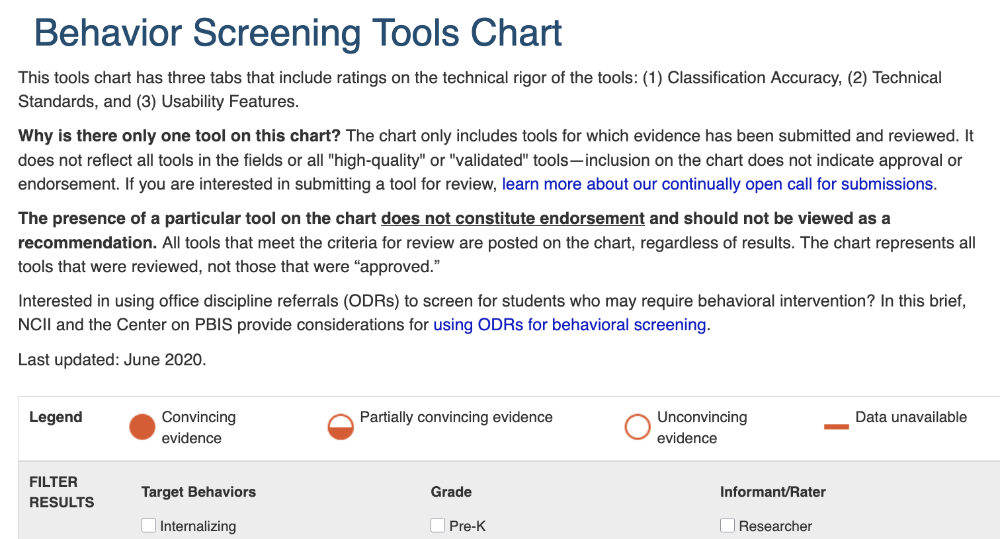 Behavior Screening Tools Chart
This tools chart has three tabs that include ratings on the technical rigor of the tools: (1) Classification Accuracy, (2) Technical
Standards, and (3) Usability Features.
Why is there only one tool on this chart? The chart only includes tools for which evidence has been submitted and reviewed. It
does not reflect all tools in the fields or all "high-quality" or "validated" tools—inclusion on the chart does not indicate approval or
endorsement. If you are interested in submitting a tool for review, learn more about our continually open call for submissions.
The presence of a particular tool on the chart does not constitute endorsement and should not be viewed as a
recommendation. All tools that meet the criteria for review are posted on the chart, regardless of results. The chart represents all
tools that were reviewed, not those that were “approved.”
Interested in using office discipline referrals (ODRs) to screen for students who may require behavioral intervention? In this brief,
NCII and the Center on PBIS provide considerations for using ODRs for behavioral screening.
Last updated: June 2020.
Legend
Convincing
evidence
Partially convincing evidence
Unconvincing
evidence
Data unavailable
FILTER
RESULTS
Target Behaviors
Grade
Informant/Rater
Internalizing
Pre-K
Researcher